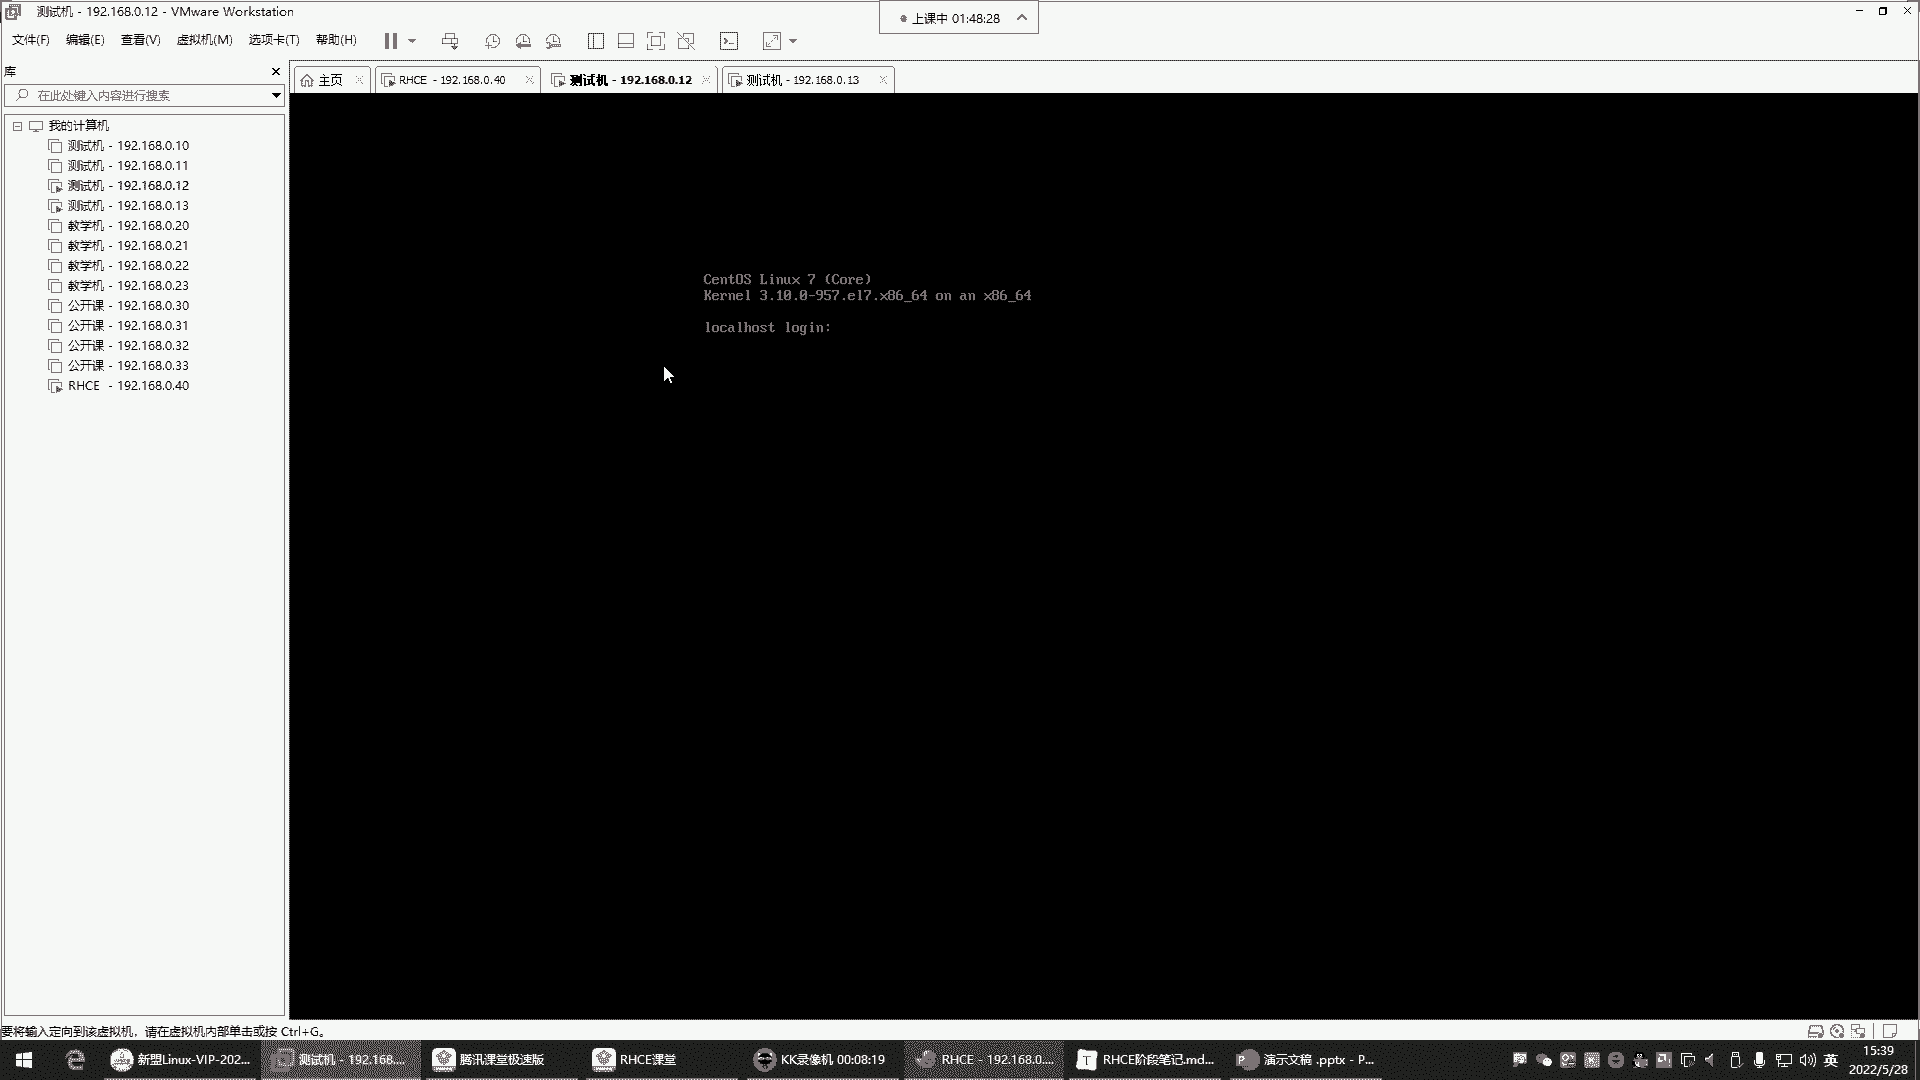 测试机 - 192.168.0.12 - VMware Workstation
上课中 01:48:28
文件(F) 编辑(E) 查看(V) 虚拟机(M) 选项卡(T) 帮助(H)
库
主页 RHCE - 192.168.0.40 测试机 - 192.168.0.12 测试机 - 192.168.0.13
在此处键入内容进行搜索
我的计算机
测试机 - 192.168.0.10
测试机 - 192.168.0.11
测试机 - 192.168.0.12
测试机 - 192.168.0.13
教学机 - 192.168.0.20
教学机 - 192.168.0.21
教学机 - 192.168.0.22
教学机 - 192.168.0.23
公开课 - 192.168.0.30
公开课 - 192.168.0.31
公开课 - 192.168.0.32
公开课 - 192.168.0.33
RHCE - 192.168.0.40
CentOS Linux 7 (Core)
Kernel 3.10.0-957.el7.x86_64 on an x86_64
localhost login:
要将输入定向到该虚拟机，请在虚拟机内部单击或按 Ctrl+G。
新盟Linux-VIP-202... 测试机 - 192.168.... 腾讯课堂极速版 RHCE课堂 KK录像机 00:08:19 RHCE - 192.168.0.... RHCE阶段笔记.md... 演示文稿 .pptx - P... 英 15:39
2022/5/28